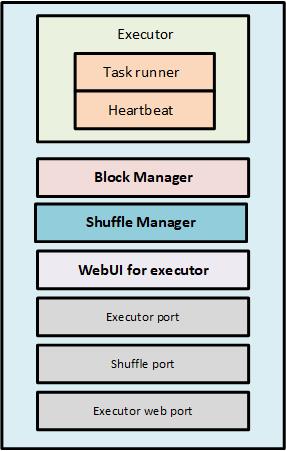 Executor
Task runner
Heartbeat
Block Manager
Shuffle Manager
WebUI for executor
Executor port
Shuffle port
Executor web port